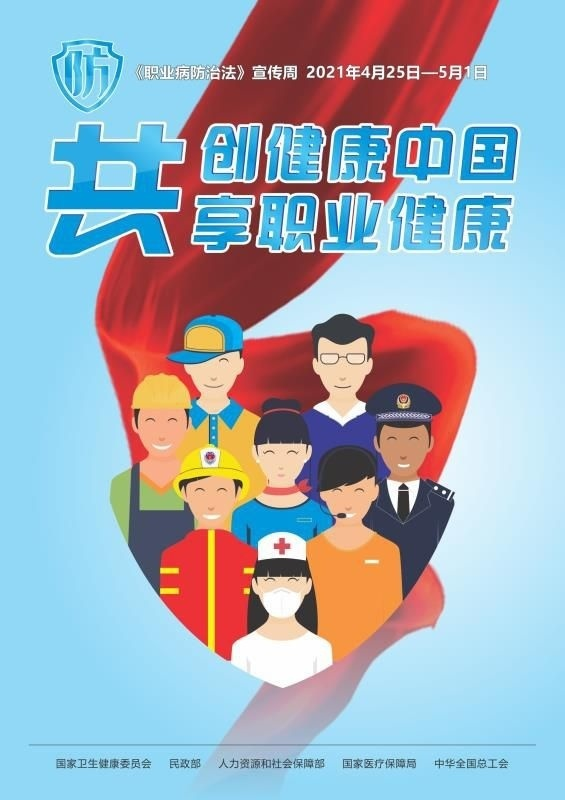 防
《职业病防治法》宣传周 2021年4月25日—5月1日
共 创健康中国
享职业健康
国家卫生健康委员会 民政部 人力资源和社会保障部 国家医疗保障局 中华全国总工会